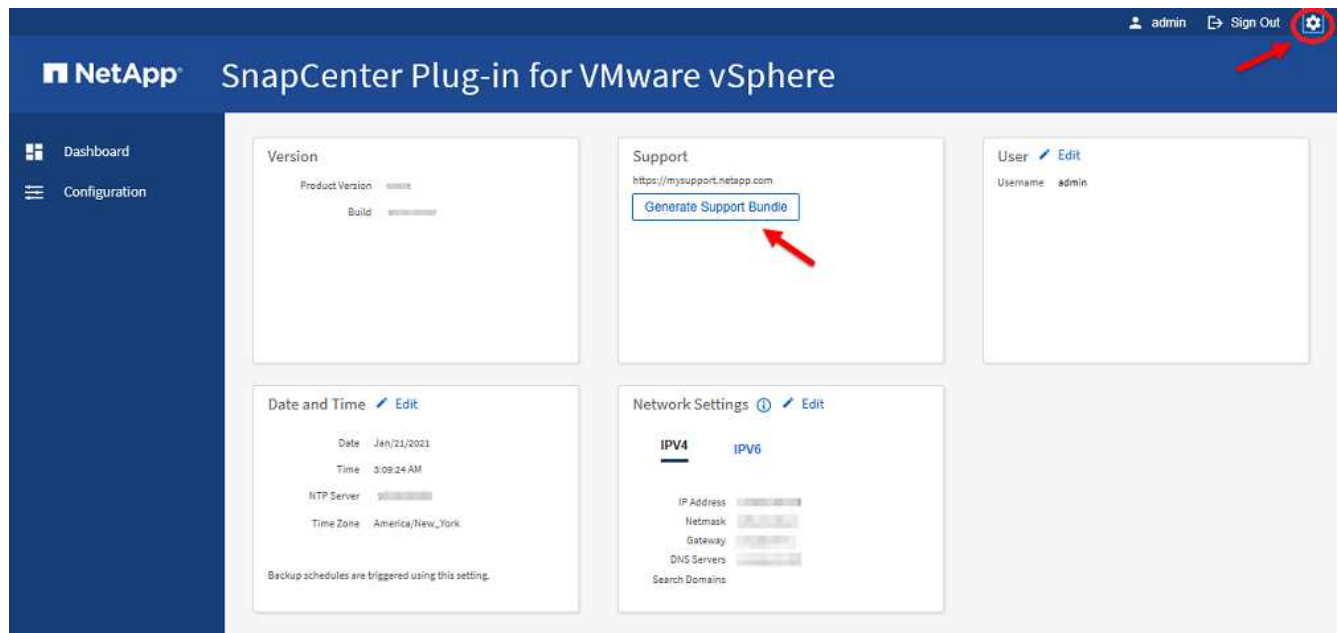 admin Sign Out
NetApp SnapCenter Plug-in for VMware vSphere
Dashboard
Configuration
Version
Product Version
Build
Support
https://mysupport.netapp.com
Generate Support Bundle
User Edit
Username admin
Date and Time Edit
Date Jan/21/2021
Time 3:09:24 AM
NTP Server
Time Zone America/New_York
Backup schedules are triggered using this setting.
Network Settings Edit
IPV4 IPV6
IP Address
Netmask
Gateway
DNS Servers
Search Domains